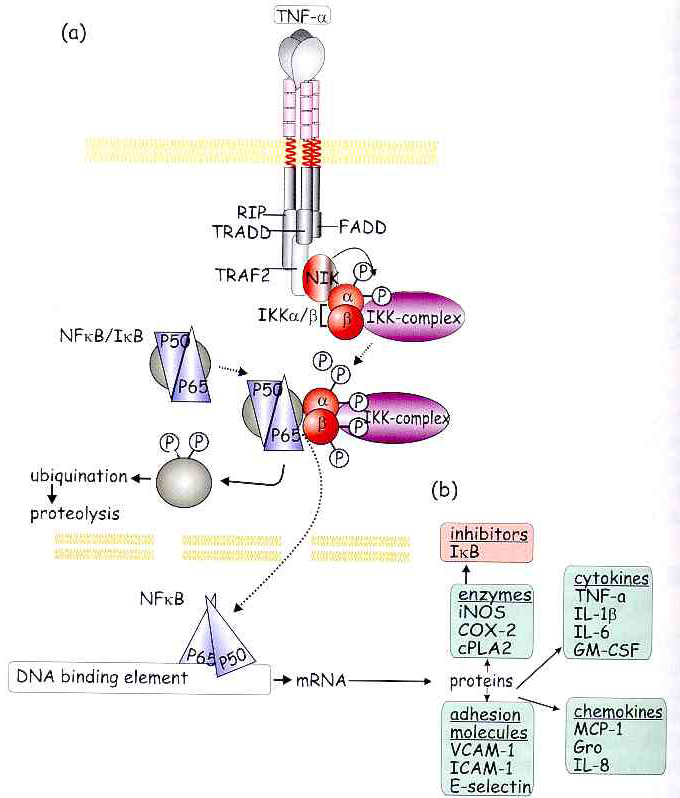 (a)
TNF-α
RIP
TRADD
FADD
TRAF2
NIK
P
α
P
IKKα/β
β
IKK-complex
NFκB/IκB
P50
P65
P
P
P50
α
P
P65
β
P
IKK-complex
P
P P
ubiquination
proteolysis
(b)
inhibitors
IκB
enzymes
iNOS
COX-2
cPLA2
cytokines
TNF-a
IL-1β
IL-6
GM-CSF
NFκB
P65
P50
DNA binding element
mRNA
proteins
adhesion
molecules
VCAM-1
ICAM-1
E-selectin
chemokines
MCP-1
Gro
IL-8